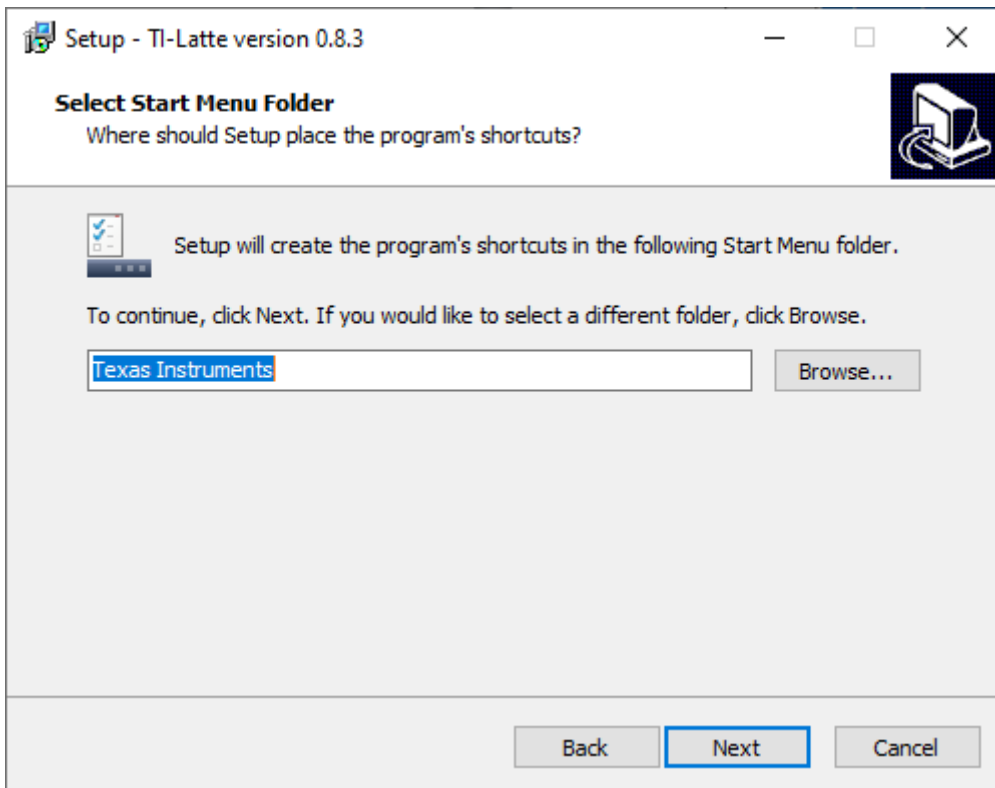 Setup - TI-Latte version 0.8.3
Select Start Menu Folder
Where should Setup place the program's shortcuts?
Setup will create the program's shortcuts in the following Start Menu folder.
To continue, click Next. If you would like to select a different folder, click Browse.
Texas Instruments
Browse...
Back
Next
Cancel